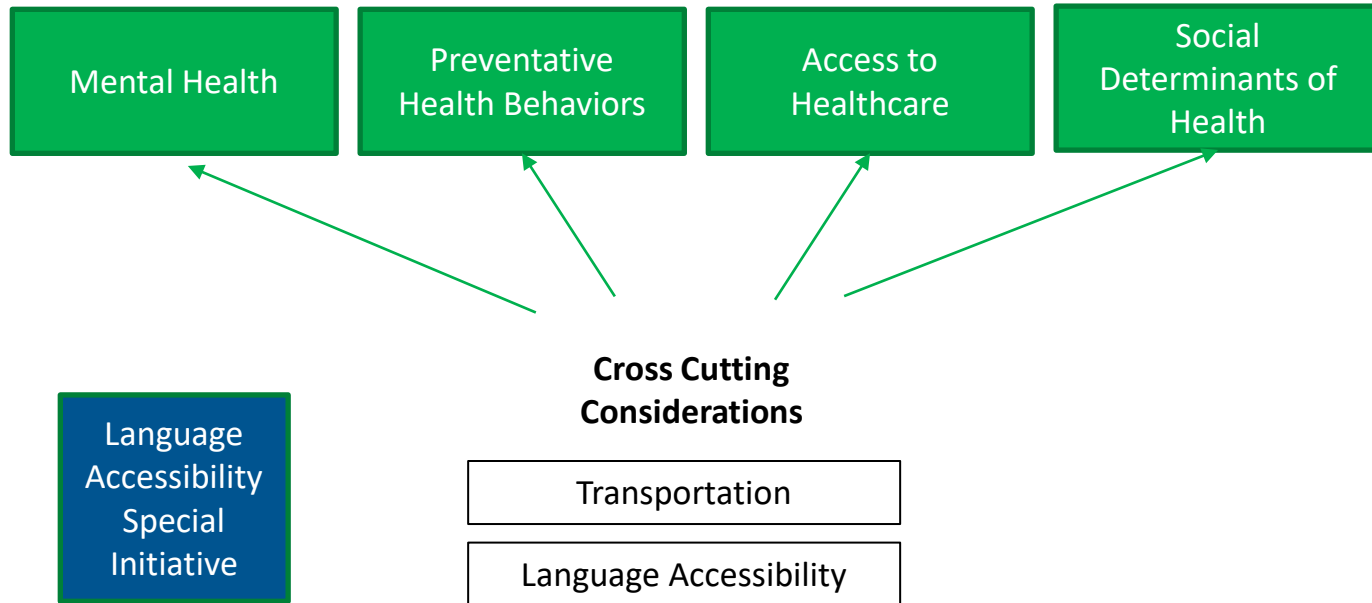 Mental Health
Preventative
Health Behaviors
Access to
Healthcare
Social
Determinants of
Health
Cross Cutting
Considerations
Language
Accessibility
Special
Initiative
Transportation
Language Accessibility